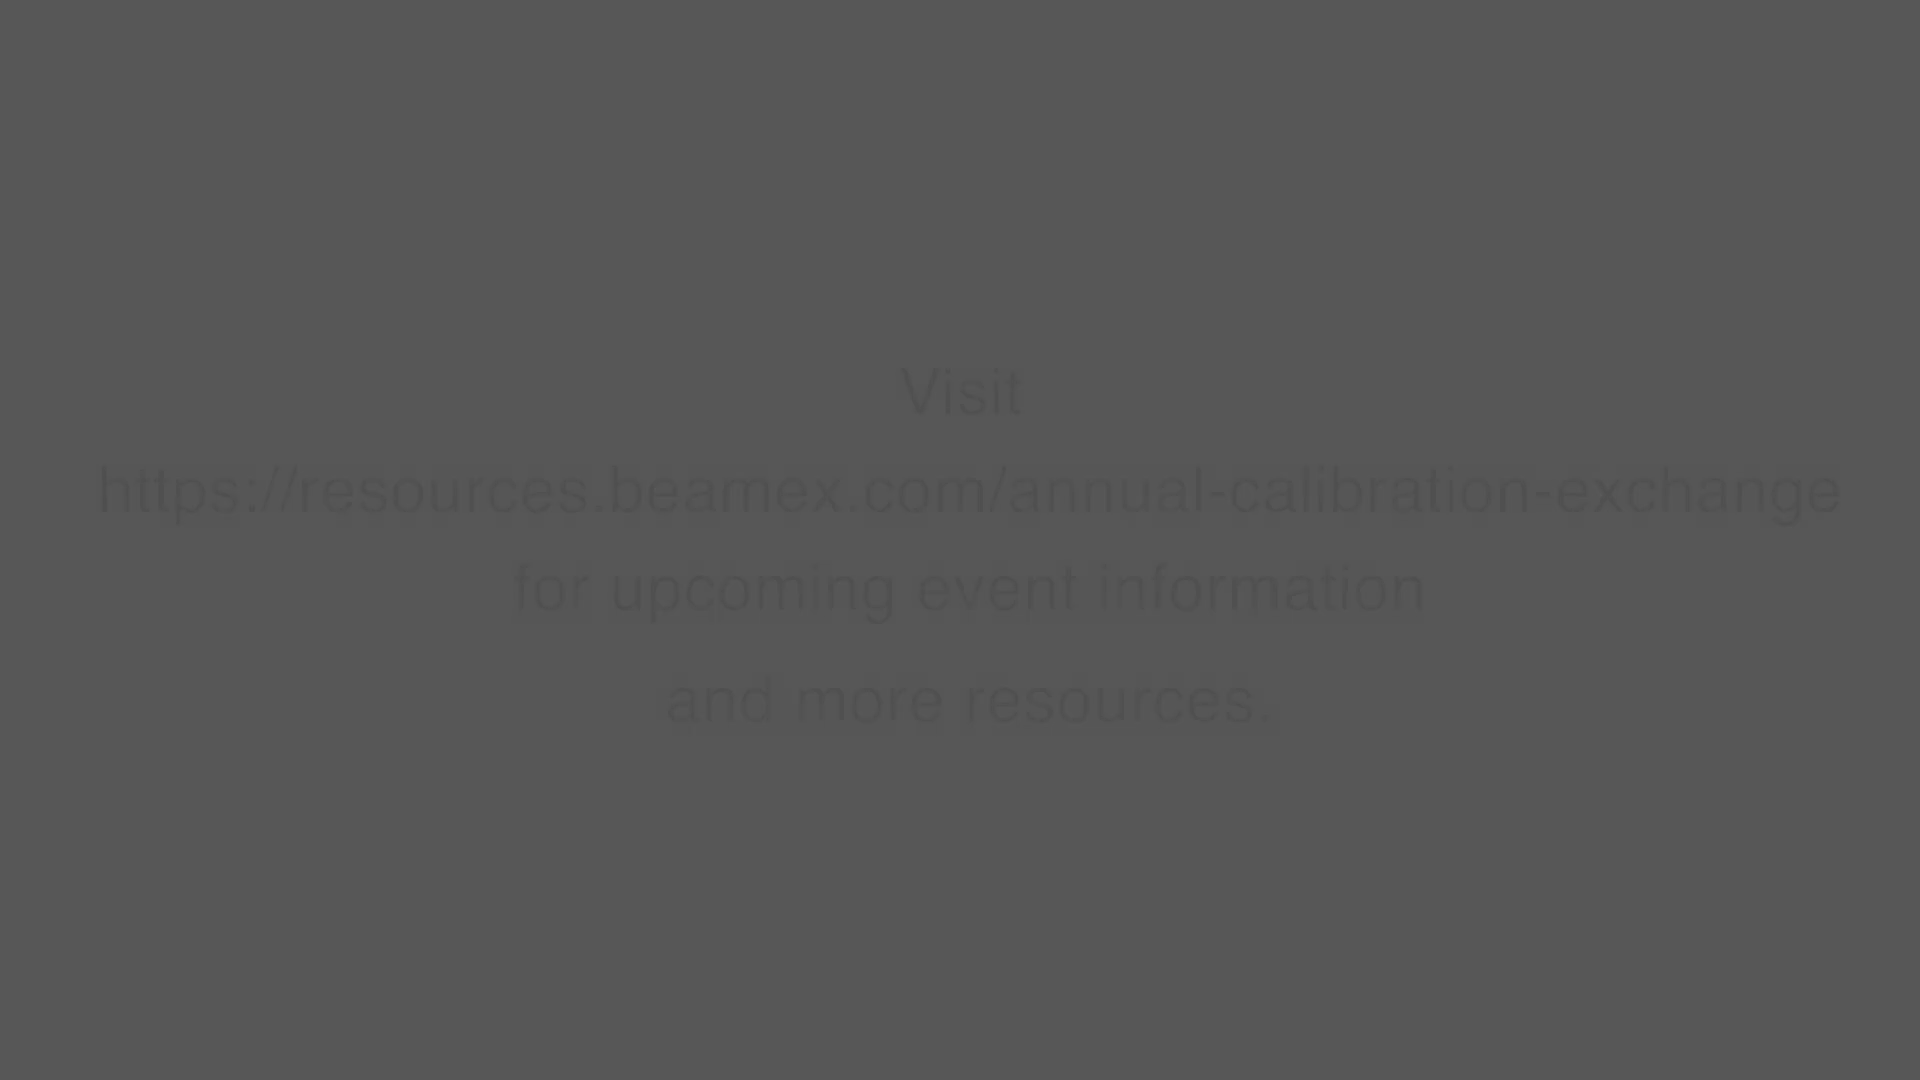 Visit
https://resources.beamex.com/annual-calibration-exchange
for upcoming event information
and more resources.